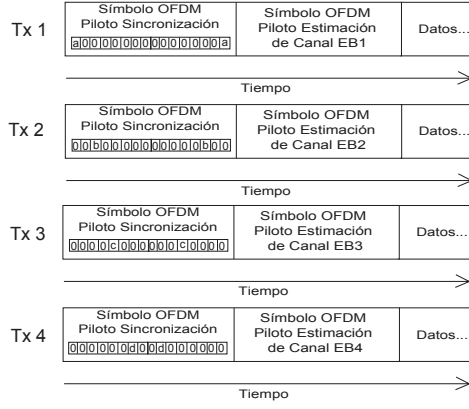 Tx 1
Símbolo OFDM
Piloto Sincronización
a00000000000000a
Símbolo OFDM
Piloto Estimación
de Canal EB1
Datos...
Tiempo
Tx 2
Símbolo OFDM
Piloto Sincronización
00b0000000000b00
Símbolo OFDM
Piloto Estimación
de Canal EB2
Datos...
Tiempo
Tx 3
Símbolo OFDM
Piloto Sincronización
0000c000000c0000
Símbolo OFDM
Piloto Estimación
de Canal EB3
Datos...
Tiempo
Tx 4
Símbolo OFDM
Piloto Sincronización
000000d00d000000
Símbolo OFDM
Piloto Estimación
de Canal EB4
Datos...
Tiempo